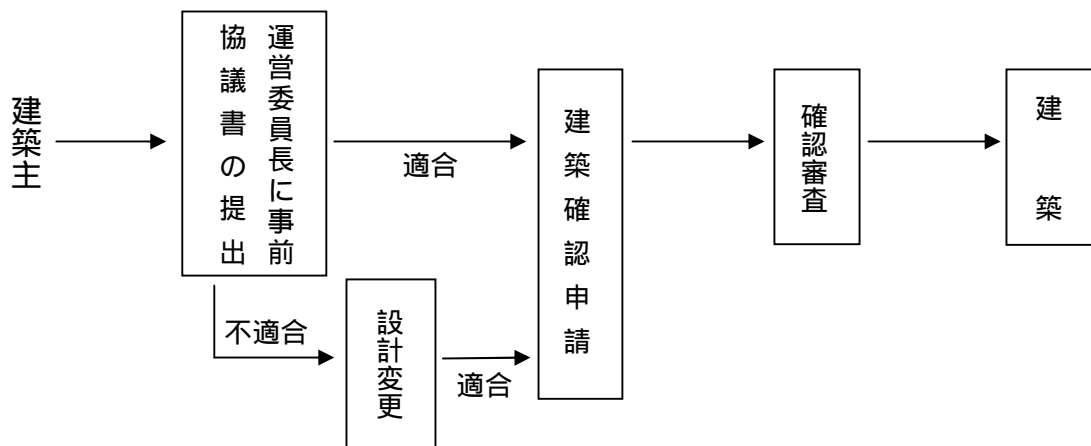 建築主
運営委員長に事前
協議書の提出
適合
不適合
設計変更
適合
建築確認申請
確認審査
建築